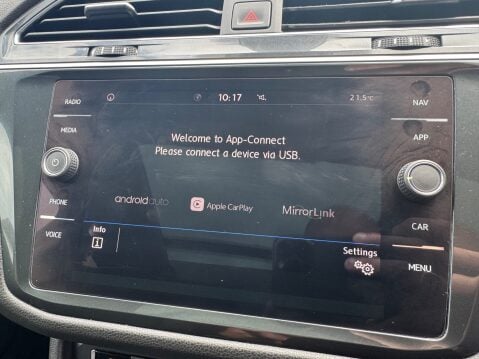 RADIO
10:17
21.5°C
NAV
MEDIA
APP
Welcome to App-Connect
Please connect a device via USB.
androidauto
Apple CarPlay
MirrorLink
PHONE
CAR
VOICE
Info
i
Settings
MENU